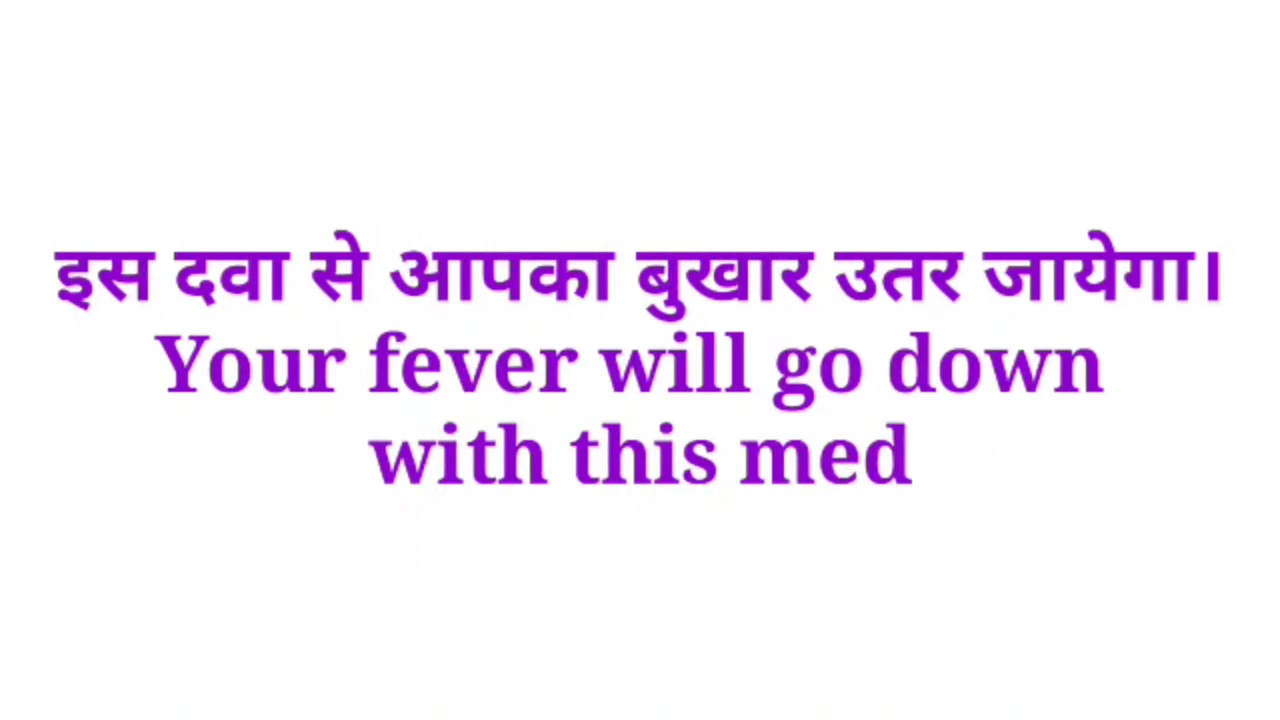 इस दवा से आपका बुखार उतर जायेगा।
Your fever will go down
with this med